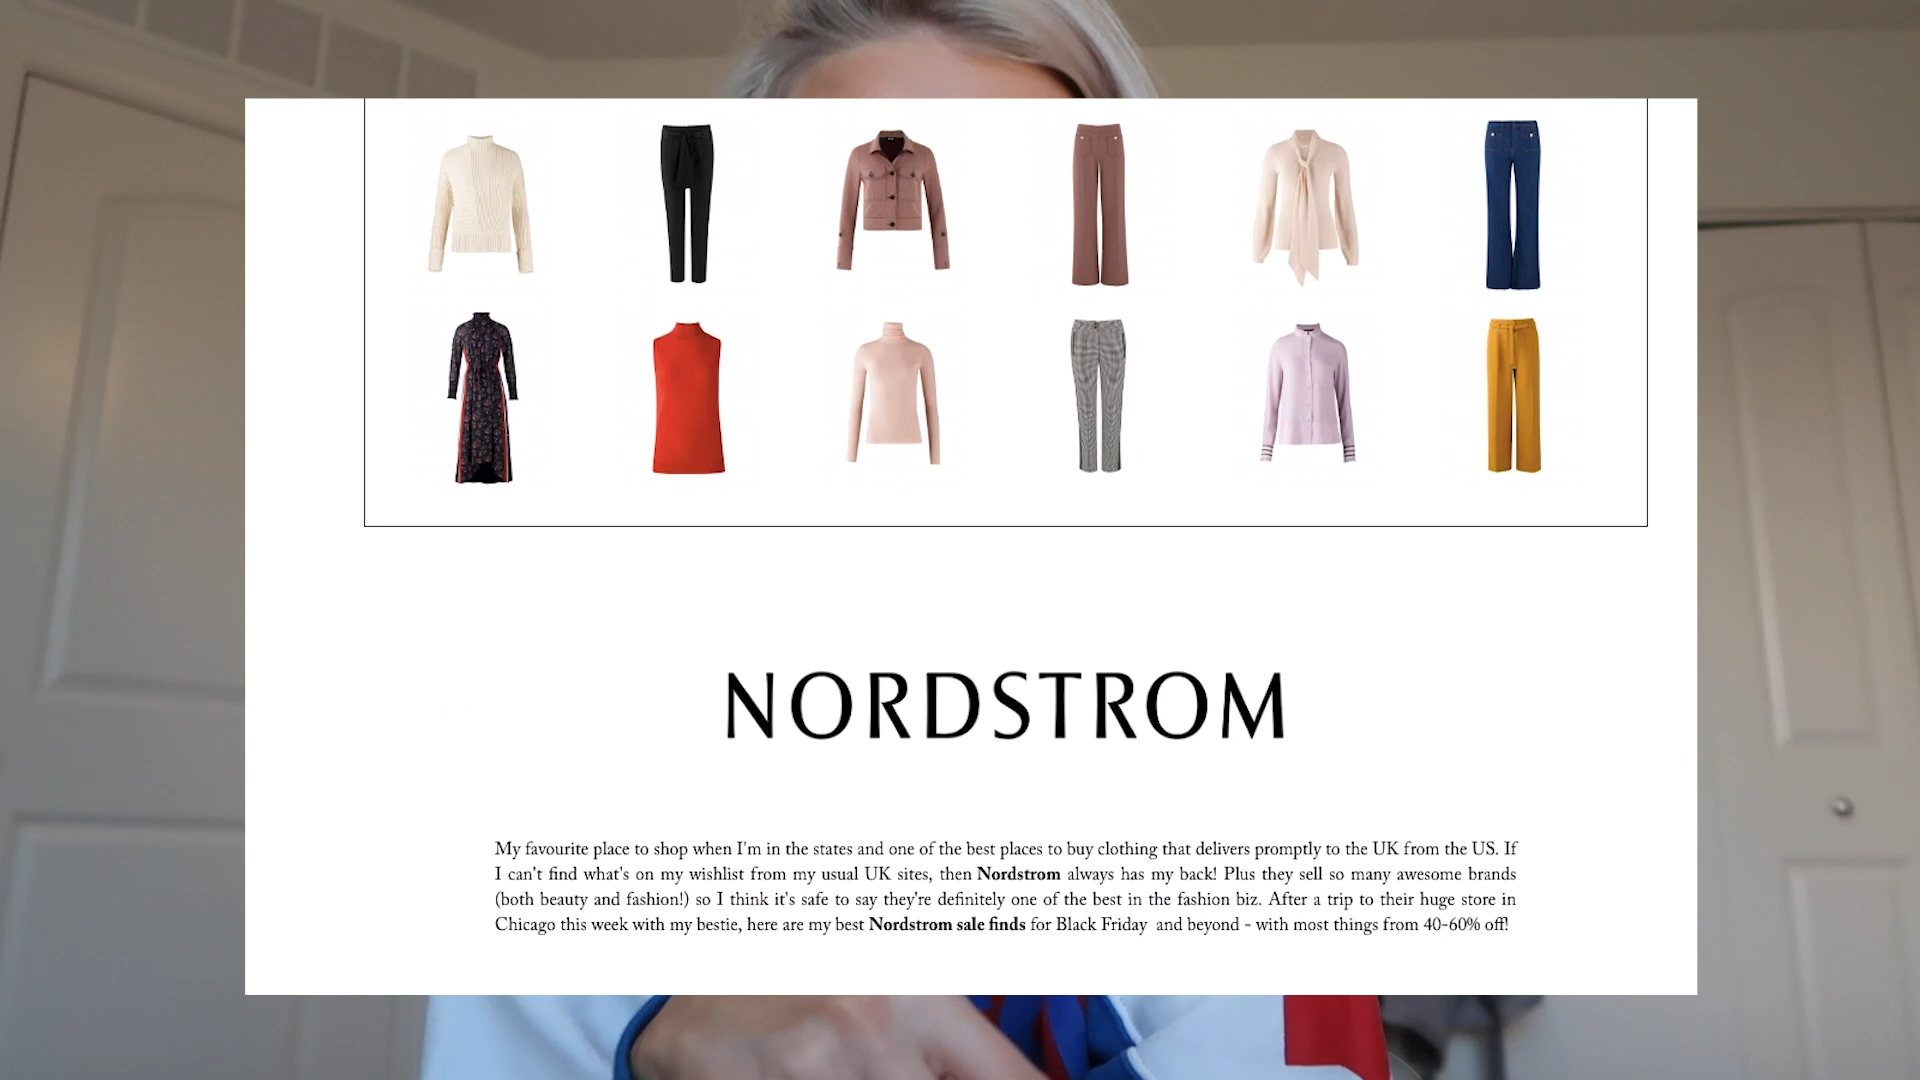 NORDSTROM
My favourite place to shop when I'm in the states and one of the best places to buy clothing that delivers promptly to the UK from the US. If
I can't find what's on my wishlist from my usual UK sites, then Nordstrom always has my back! Plus they sell so many awesome brands
(both beauty and fashion!) so I think it's safe to say they're definitely one of the best in the fashion biz. After a trip to their huge store in
Chicago this week with my bestie, here are my best Nordstrom sale finds for Black Friday  and beyond - with most things from 40-60% off!